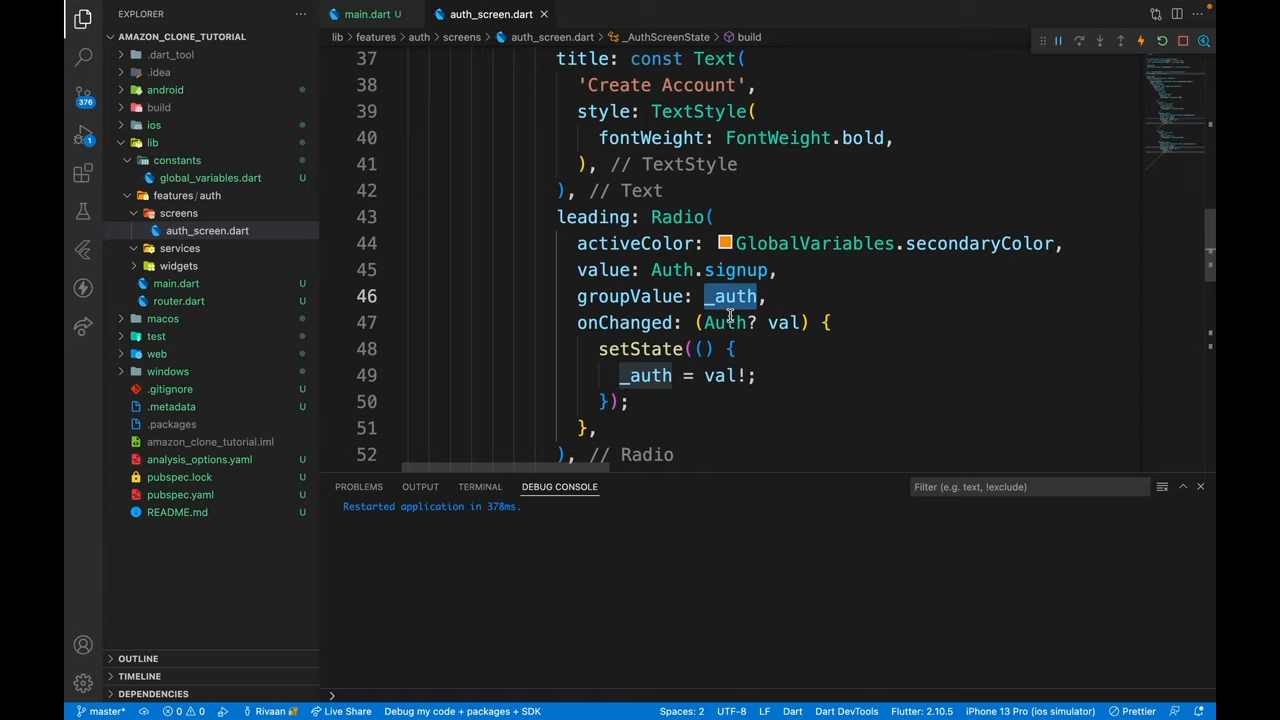 EXPLORER
AMAZON_CLONE_TUTORIAL
.dart_tool
.idea
android
build
ios
lib
constants
global_variables.dart U
features / auth
screens
auth_screen.dart
services
widgets
main.dart U
router.dart U
macos
test
web
windows
.gitignore U
.metadata U
.packages
amazon_clone_tutorial.iml
analysis_options.yaml U
pubspec.lock U
pubspec.yaml U
README.md U
OUTLINE
TIMELINE
DEPENDENCIES
376
1
main.dart U
auth_screen.dart
lib > features > auth > screens > auth_screen.dart > _AuthScreenState > build
37 title: const Text(
38 'Create Account',
39 style: TextStyle(
40 fontWeight: FontWeight.bold,
41 ), // TextStyle
42 ), // Text
43 leading: Radio(
44 activeColor: GlobalVariables.secondaryColor,
45 value: Auth.signup,
46 groupValue: _auth,
47 onChanged: (Auth? val) {
48 setState(() {
49 _auth = val!;
50 });
51 },
52 ), // Radio
PROBLEMS OUTPUT TERMINAL DEBUG CONSOLE
Filter (e.g. text, !exclude)
Restarted application in 378ms.
master* 0 0 Rivaan Live Share Debug my code + packages + SDK Spaces: 2 UTF-8 LF Dart Dart DevTools Flutter: 2.10.5 iPhone 13 Pro (ios simulator) Prettier